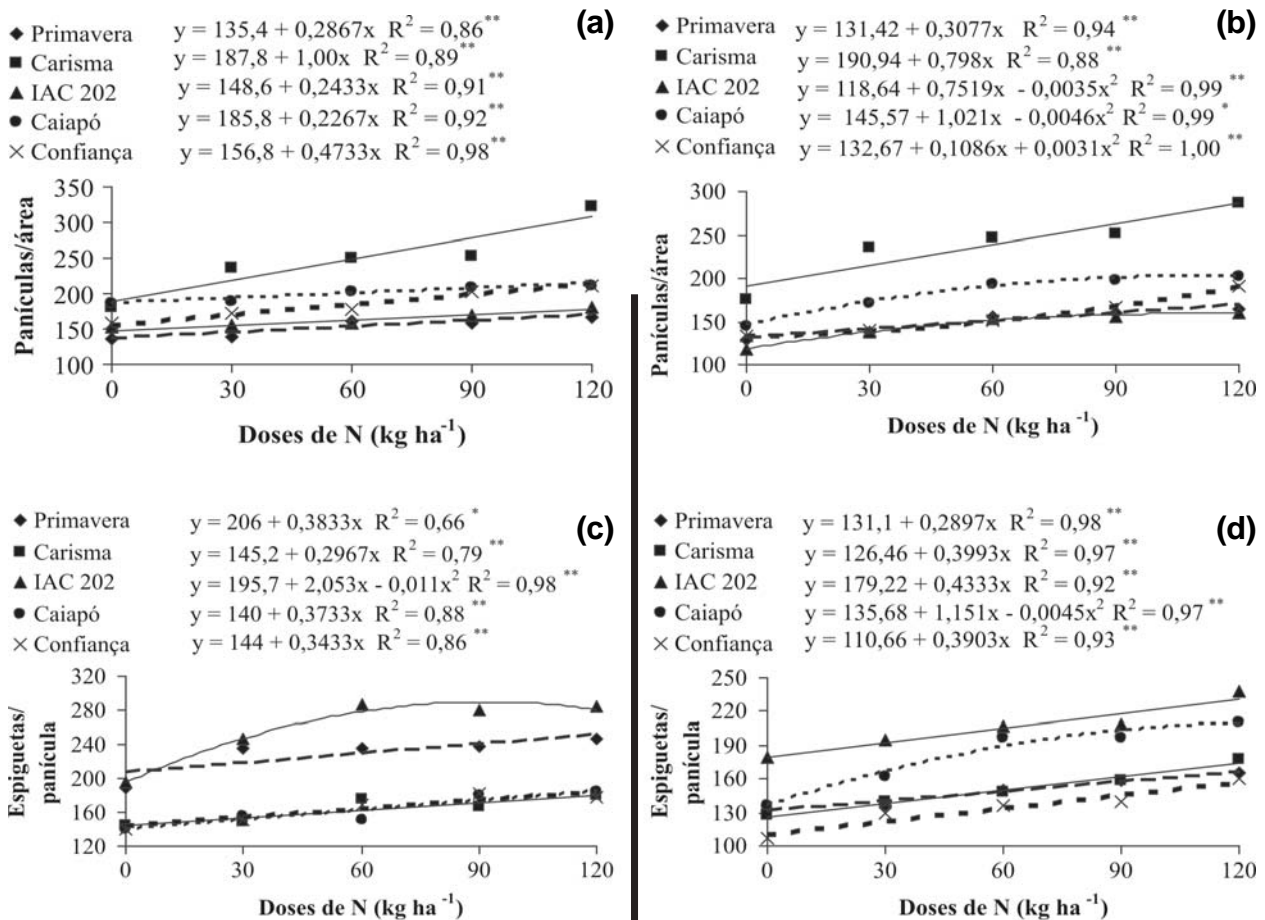 (a)
Primavera y = 135,4 + 0,2867x R² = 0,86**
Carisma y = 187,8 + 1,00x R² = 0,89**
IAC 202 y = 148,6 + 0,2433x R² = 0,91**
Caiapó y = 185,8 + 0,2267x R² = 0,92**
Confiança y = 156,8 + 0,4733x R² = 0,98**
Panículas/área
350
300
250
200
150
100
0 30 60 90 120
Doses de N (kg ha⁻¹)
(b)
Primavera y = 131,42 + 0,3077x R² = 0,94**
Carisma y = 190,94 + 0,798x R² = 0,88**
IAC 202 y = 118,64 + 0,7519x - 0,0035x² R² = 0,99**
Caiapó y = 145,57 + 1,021x - 0,0046x² R² = 0,99*
Confiança y = 132,67 + 0,1086x + 0,0031x² R² = 1,00**
Panículas/área
300
250
200
150
100
0 30 60 90 120
Doses de N (kg ha⁻¹)
(c)
Primavera y = 206 + 0,3833x R² = 0,66*
Carisma y = 145,2 + 0,2967x R² = 0,79**
IAC 202 y = 195,7 + 2,053x - 0,011x² R² = 0,98**
Caiapó y = 140 + 0,3733x R² = 0,88**
Confiança y = 144 + 0,3433x R² = 0,86**
Espiguetas/
panícula
320
280
240
200
160
120
0 30 60 90 120
Doses de N (kg ha⁻¹)
(d)
Primavera y = 131,1 + 0,2897x R² = 0,98**
Carisma y = 126,46 + 0,3993x R² = 0,97**
IAC 202 y = 179,22 + 0,4333x R² = 0,92**
Caiapó y = 135,68 + 1,151x - 0,0045x² R² = 0,97**
Confiança y = 110,66 + 0,3903x R² = 0,93**
Espiguetas/
panícula
250
220
190
160
130
100
0 30 60 90 120
Doses de N (kg ha⁻¹)